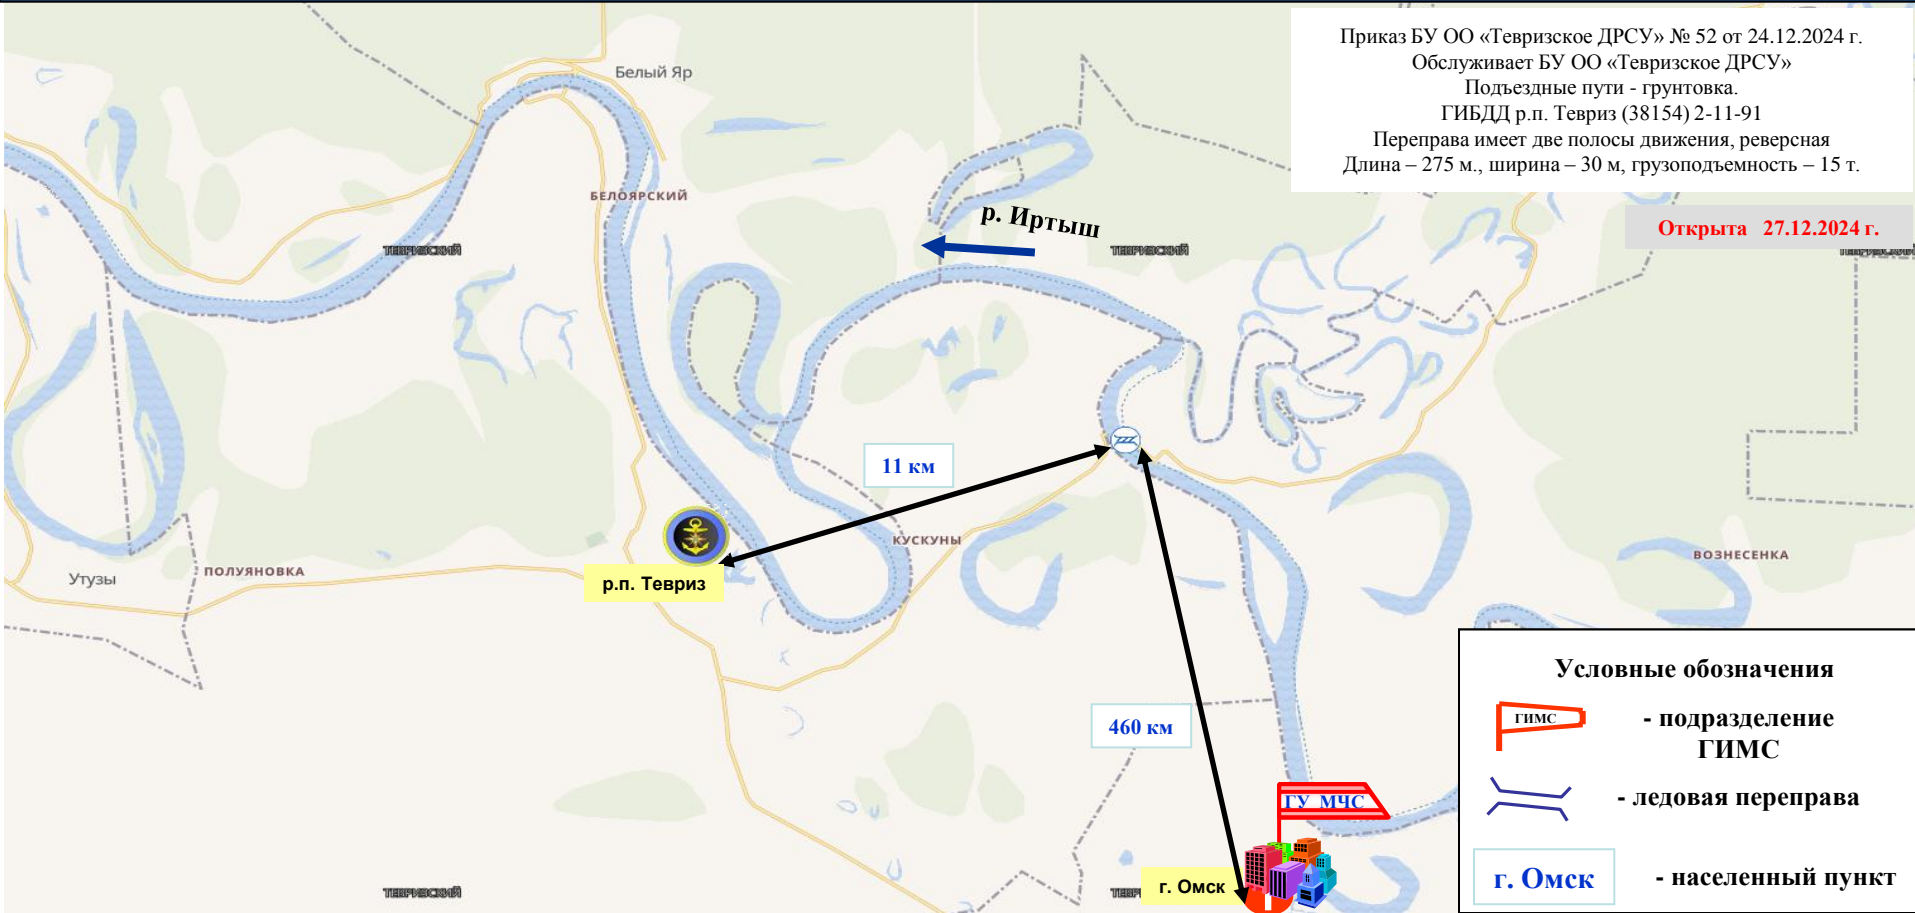 Приказ БУ ОО «Тевризское ДРСУ» № 52 от 24.12.2024 г.
Обслуживает БУ ОО «Тевризское ДРСУ»
Подъездные пути - грунтовка.
ГИБДД р.п. Тевриз (38154) 2-11-91
Переправа имеет две полосы движения, реверсная
Длина – 275 м., ширина – 30 м, грузоподъемность – 15 т.
Открыта 27.12.2024 г.
Белый Яр
БЕЛОЯРСКИЙ
р. Иртыш
ТЕВРИЗСКИЙ
ТЕВРИЗСКИЙ
ТЕВРИЗСКИЙ
11 км
КУСКУНЫ
ВОЗНЕСЕНКА
Утузы
ПОЛУЯНОВКА
р.п. Тевриз
460 км
ГУ МЧС
г. Омск
ТЕВРИЗСКИЙ
Условные обозначения
ГИМС
- подразделение
ГИМС
- ледовая переправа
г. Омск
- населенный пункт